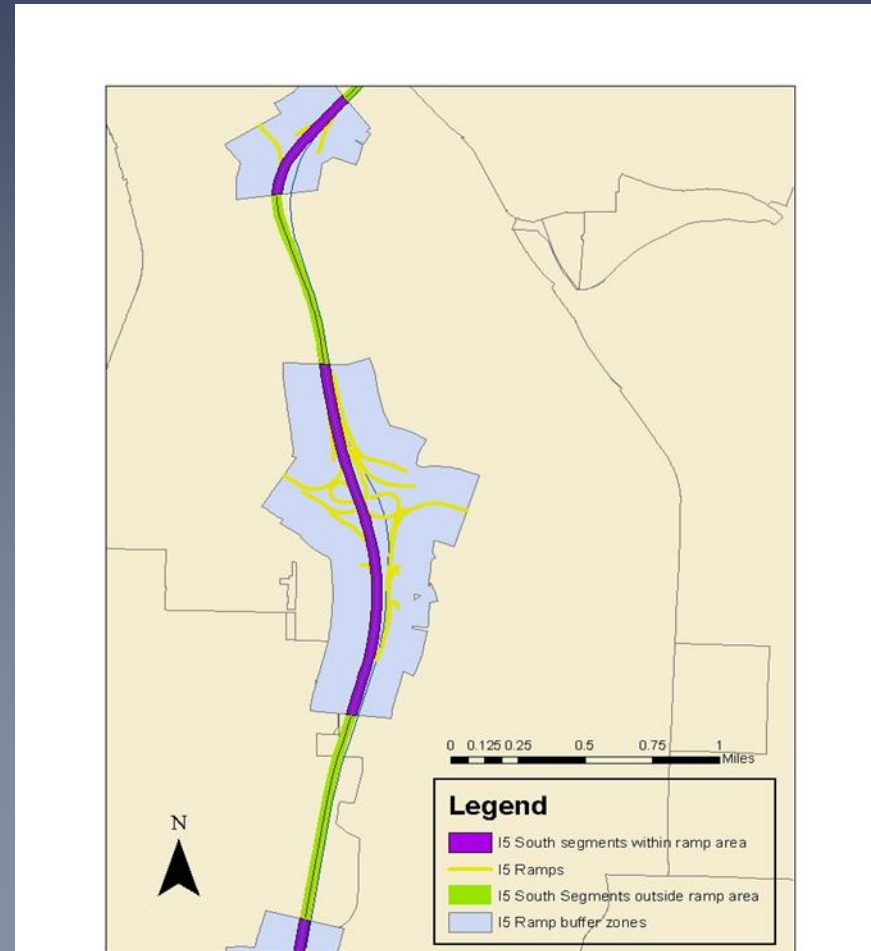 0 0.125 0.25 0.5 0.75 1
Miles
N
Legend
I5 South segments within ramp area
I5 Ramps
I5 South Segments outside ramp area
I5 Ramp buffer zones